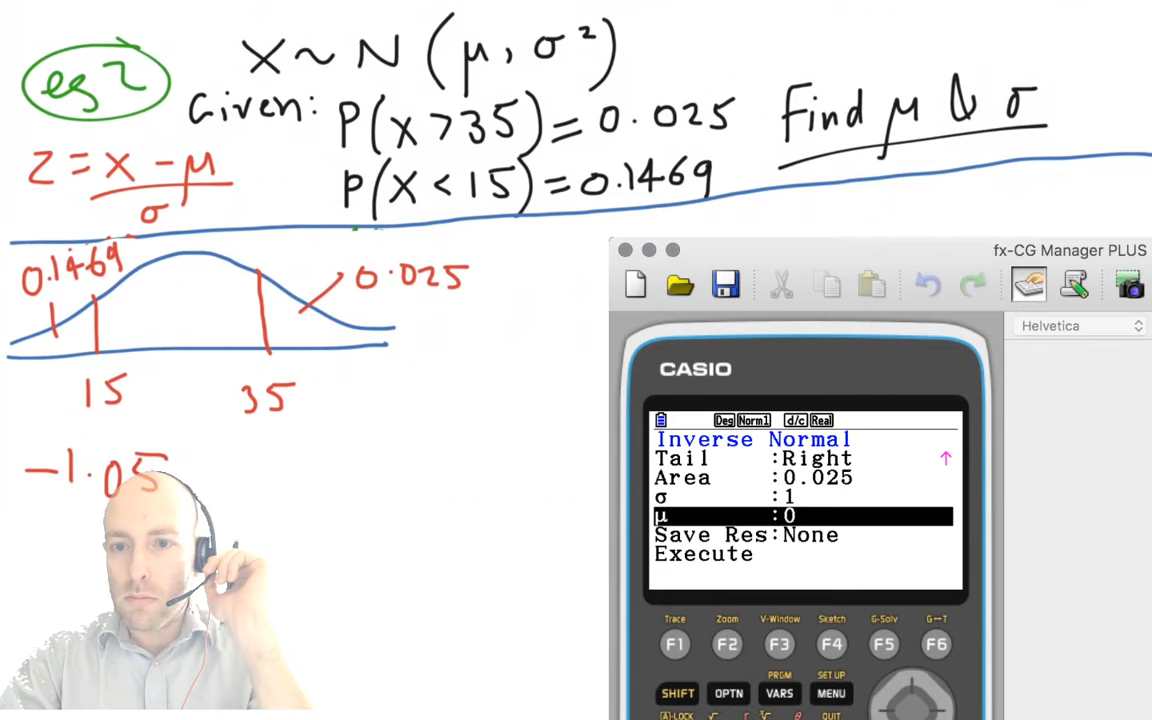 eg 2
X ~ N (μ, σ²)
Given: P(X > 35) = 0.025
P(X < 15) = 0.1469
Find μ & σ
Z = x - μ
σ
0.1469
0.025
15
35
-1.05
fx-CG Manager PLUS
Helvetica
CASIO
Deg Norm1 d/c Real
Inverse Normal
Tail :Right
Area :0.025
σ :1
μ :0
Save Res:None
Execute
Trace Zoom V-Window Sketch G-Solv G↔T
F1 F2 F3 F4 F5 F6
PRGM SET UP
SHIFT OPTN VARS MENU
A-LOCK √ r ˣ√ θ QUIT